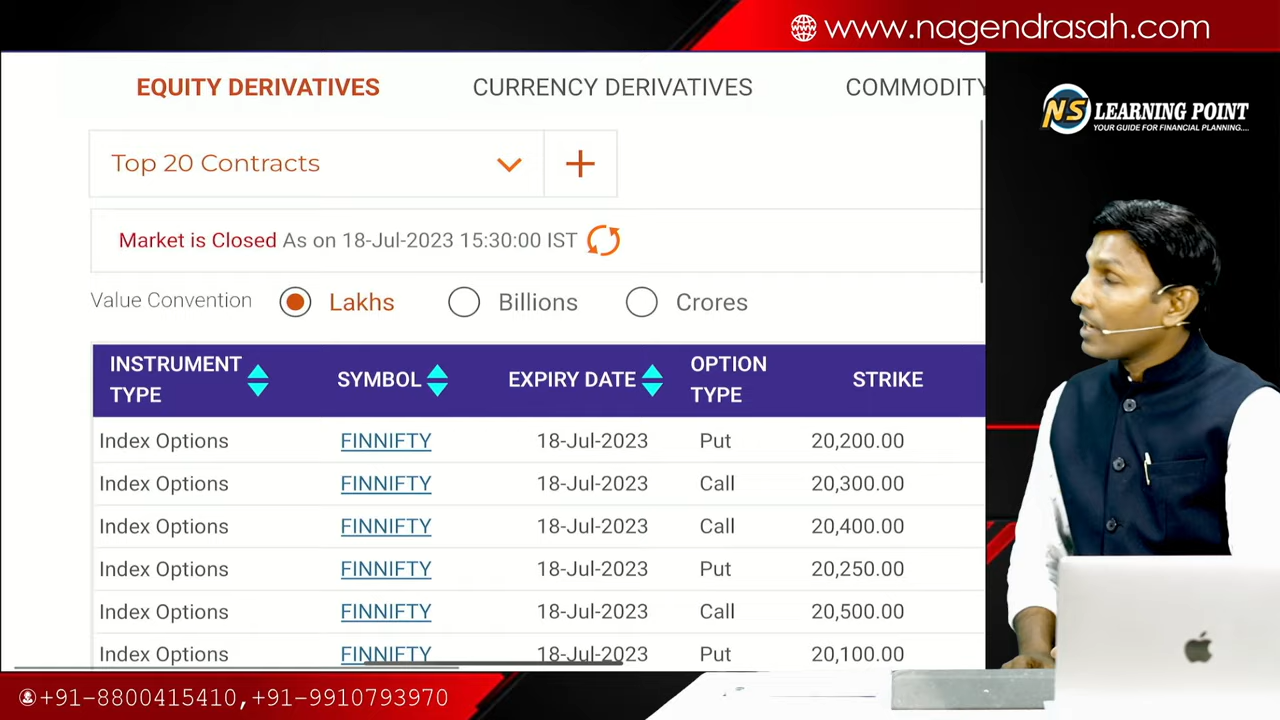 www.nagendrasah.com
EQUITY DERIVATIVES CURRENCY DERIVATIVES COMMODITY
NS LEARNING POINT
YOUR GUIDE FOR FINANCIAL PLANNING....
Top 20 Contracts
Market is Closed As on 18-Jul-2023 15:30:00 IST
Value Convention Lakhs Billions Crores
INSTRUMENT TYPE SYMBOL EXPIRY DATE OPTION TYPE STRIKE
Index Options FINNIFTY 18-Jul-2023 Put 20,200.00
Index Options FINNIFTY 18-Jul-2023 Call 20,300.00
Index Options FINNIFTY 18-Jul-2023 Call 20,400.00
Index Options FINNIFTY 18-Jul-2023 Put 20,250.00
Index Options FINNIFTY 18-Jul-2023 Call 20,500.00
Index Options FINNIFTY 18-Jul-2023 Put 20,100.00
+91-8800415410,+91-9910793970